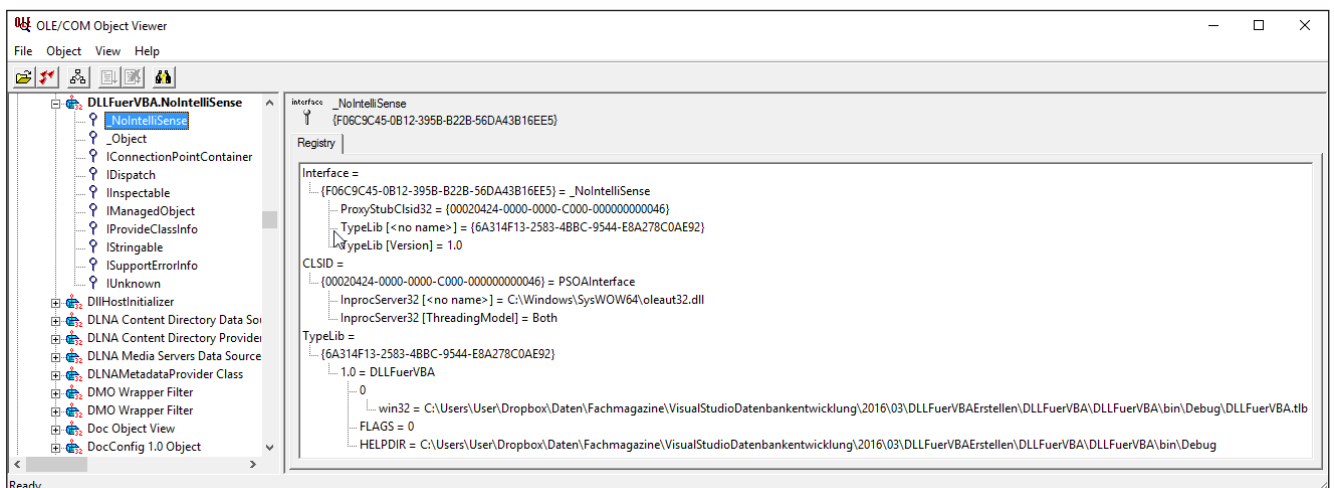 OLE/COM Object Viewer
File Object View Help
DLLFuerVBA.NoIntelliSense
_NoIntelliSense
_Object
IConnectionPointContainer
IDispatch
IInspectable
IManagedObject
IProvideClassInfo
IStringable
ISupportErrorInfo
IUnknown
DllHostInitializer
DLNA Content Directory Data Sou
DLNA Content Directory Provider
DLNA Media Servers Data Source
DLNAMetadataProvider Class
DMO Wrapper Filter
DMO Wrapper Filter
Doc Object View
DocConfig 1.0 Object
interface _NoIntelliSense
{F06C9C45-0B12-395B-B22B-56DA43B16EE5}
Registry
Interface =
{F06C9C45-0B12-395B-B22B-56DA43B16EE5} = _NoIntelliSense
ProxyStubClsid32 = {00020424-0000-0000-C000-000000000046}
TypeLib [<no name>] = {6A314F13-2583-4BBC-9544-E8A278C0AE92}
TypeLib [Version] = 1.0
CLSID =
{00020424-0000-0000-C000-000000000046} = PSOAInterface
InprocServer32 [<no name>] = C:\Windows\SysWOW64\oleaut32.dll
InprocServer32 [ThreadingModel] = Both
TypeLib =
{6A314F13-2583-4BBC-9544-E8A278C0AE92}
1.0 = DLLFuerVBA
0
win32 = C:\Users\User\Dropbox\Daten\Fachmagazine\VisualStudioDatenbankentwicklung\2016\03\DLLFuerVBAErstellen\DLLFuerVBA\DLLFuerVBA\bin\Debug\DLLFuerVBA.tlb
FLAGS = 0
HELPDIR = C:\Users\User\Dropbox\Daten\Fachmagazine\VisualStudioDatenbankentwicklung\2016\03\DLLFuerVBAErstellen\DLLFuerVBA\DLLFuerVBA\bin\Debug
Ready